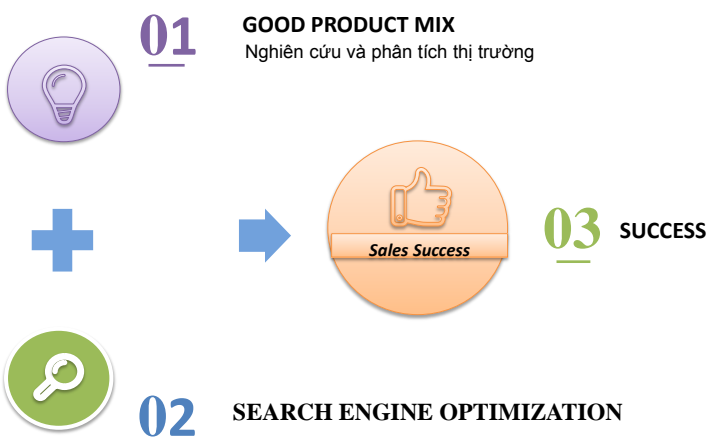 01
GOOD PRODUCT MIX
Nghiên cứu và phân tích thị trường
Sales Success
03
SUCCESS
02
SEARCH ENGINE OPTIMIZATION